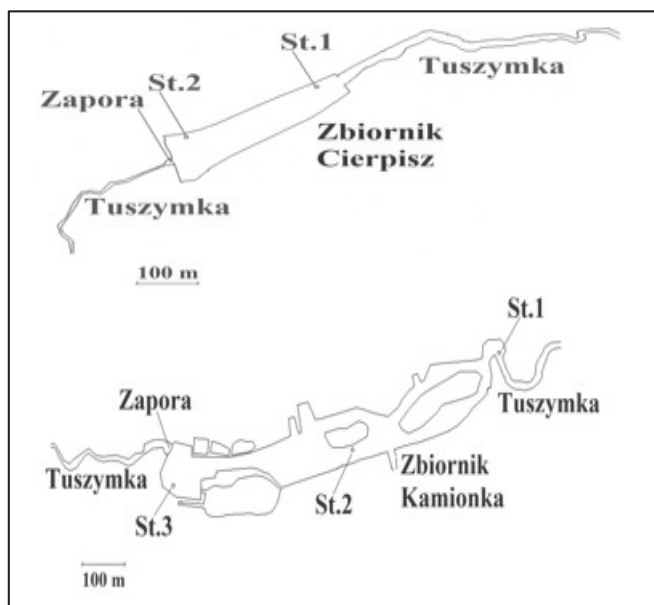 St.1
Tuszymka
St.2
Zapora
Zbiornik
Cierpisz
Tuszymka
100 m
St.1
Zapora
Tuszymka
Tuszymka
Zbiornik
Kamionka
St.2
St.3
100 m